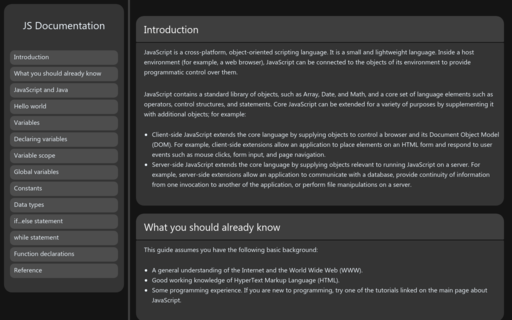 JS Documentation
Introduction
What you should already know
JavaScript and Java
Hello world
Variables
Declaring variables
Variable scope
Global variables
Constants
Data types
if...else statement
while statement
Function declarations
Reference
Introduction
JavaScript is a cross-platform, object-oriented scripting language. It is a small and lightweight language. Inside a host
environment (for example, a web browser), JavaScript can be connected to the objects of its environment to provide
programmatic control over them.
JavaScript contains a standard library of objects, such as Array, Date, and Math, and a core set of language elements such as
operators, control structures, and statements. Core JavaScript can be extended for a variety of purposes by supplementing it
with additional objects; for example:
• Client-side JavaScript extends the core language by supplying objects to control a browser and its Document Object Model
(DOM). For example, client-side extensions allow an application to place elements on an HTML form and respond to user
events such as mouse clicks, form input, and page navigation.
• Server-side JavaScript extends the core language by supplying objects relevant to running JavaScript on a server. For
example, server-side extensions allow an application to communicate with a database, provide continuity of information
from one invocation to another of the application, or perform file manipulations on a server.
What you should already know
This guide assumes you have the following basic background:
• A general understanding of the Internet and the World Wide Web (WWW).
• Good working knowledge of HyperText Markup Language (HTML).
• Some programming experience. If you are new to programming, try one of the tutorials linked on the main page about
JavaScript.